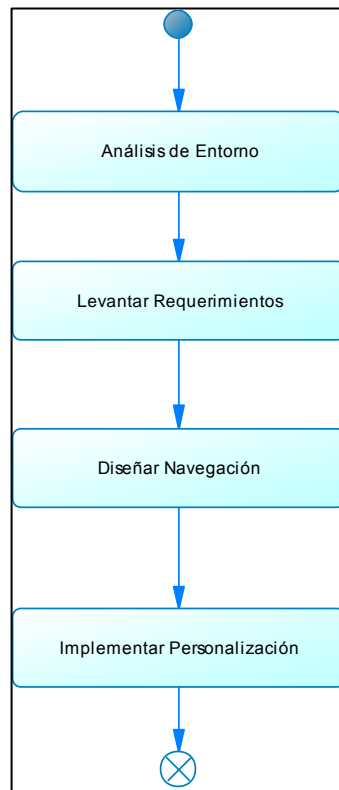 Análisis de Entorno
Levantar Requerimientos
Diseñar Navegación
Implementar Personalización